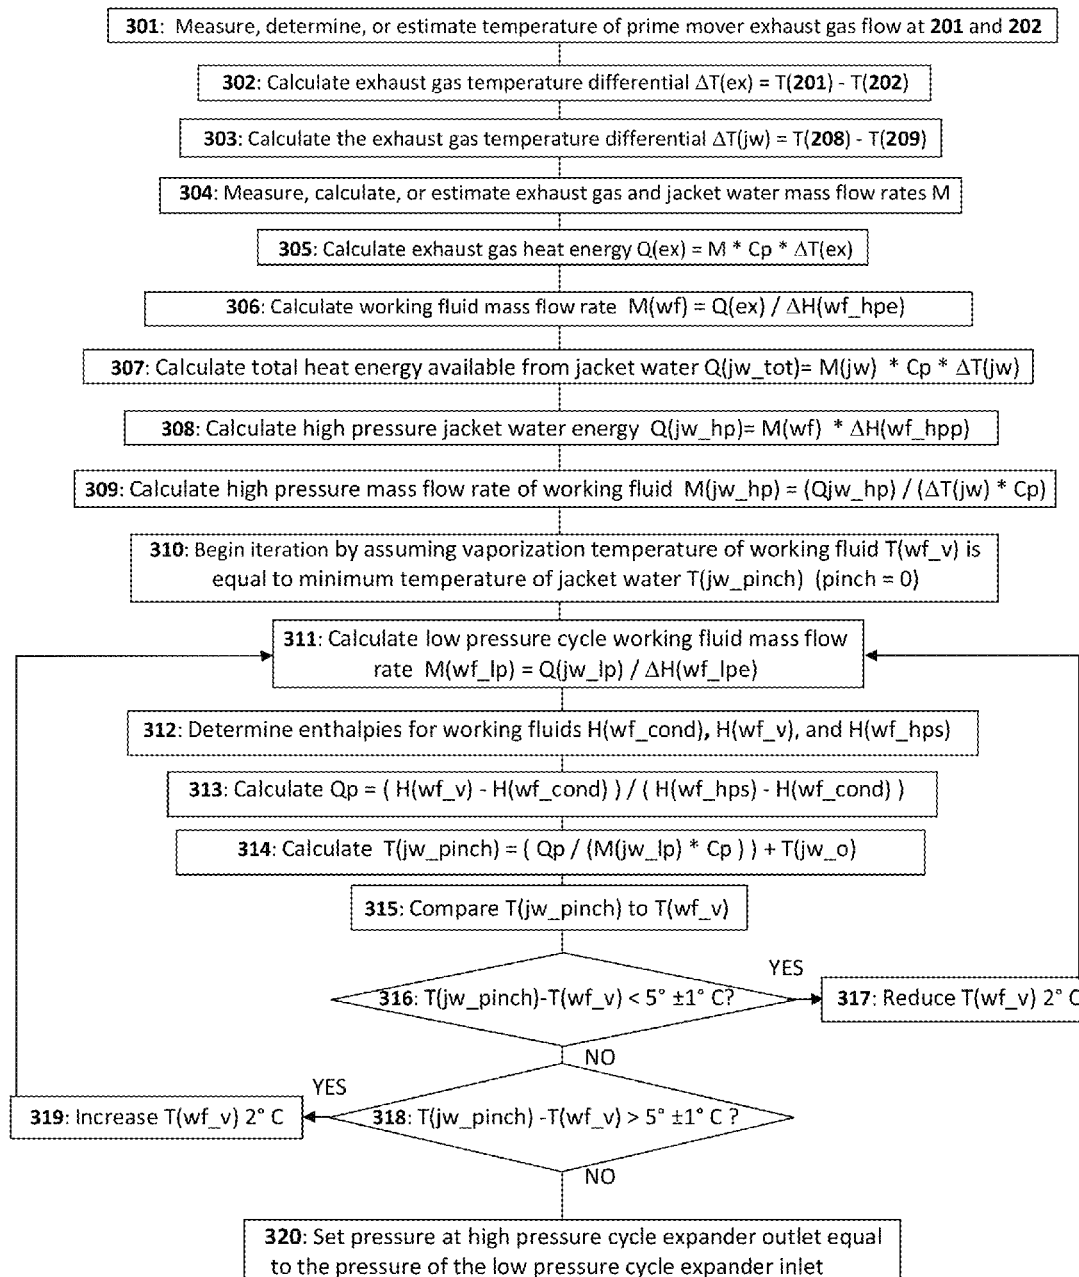 301: Measure, determine, or estimate temperature of prime mover exhaust gas flow at 201 and 202
302: Calculate exhaust gas temperature differential ΔT(ex) = T(201) - T(202)
303: Calculate the exhaust gas temperature differential ΔT(jw) = T(208) - T(209)
304: Measure, calculate, or estimate exhaust gas and jacket water mass flow rates M
305: Calculate exhaust gas heat energy Q(ex) = M * Cp * ΔT(ex)
306: Calculate working fluid mass flow rate M(wf) = Q(ex) / ΔH(wf_hpe)
307: Calculate total heat energy available from jacket water Q(jw_tot)= M(jw) * Cp * ΔT(jw)
308: Calculate high pressure jacket water energy Q(jw_hp)= M(wf) * ΔH(wf_hpp)
309: Calculate high pressure mass flow rate of working fluid M(jw_hp) = (Qjw_hp) / (ΔT(jw) * Cp)
310: Begin iteration by assuming vaporization temperature of working fluid T(wf_v) is
equal to minimum temperature of jacket water T(jw_pinch) (pinch = 0)
311: Calculate low pressure cycle working fluid mass flow
rate M(wf_lp) = Q(jw_lp) / ΔH(wf_lpe)
312: Determine enthalpies for working fluids H(wf_cond), H(wf_v), and H(wf_hps)
313: Calculate Qp = ( H(wf_v) - H(wf_cond) ) / ( H(wf_hps) - H(wf_cond) )
314: Calculate T(jw_pinch) = ( Qp / (M(jw_lp) * Cp ) ) + T(jw_o)
315: Compare T(jw_pinch) to T(wf_v)
YES
316: T(jw_pinch)-T(wf_v) < 5° ±1° C?
317: Reduce T(wf_v) 2° C
NO
YES
319: Increase T(wf_v) 2° C
318: T(jw_pinch) -T(wf_v) > 5° ±1° C ?
NO
320: Set pressure at high pressure cycle expander outlet equal
to the pressure of the low pressure cycle expander inlet